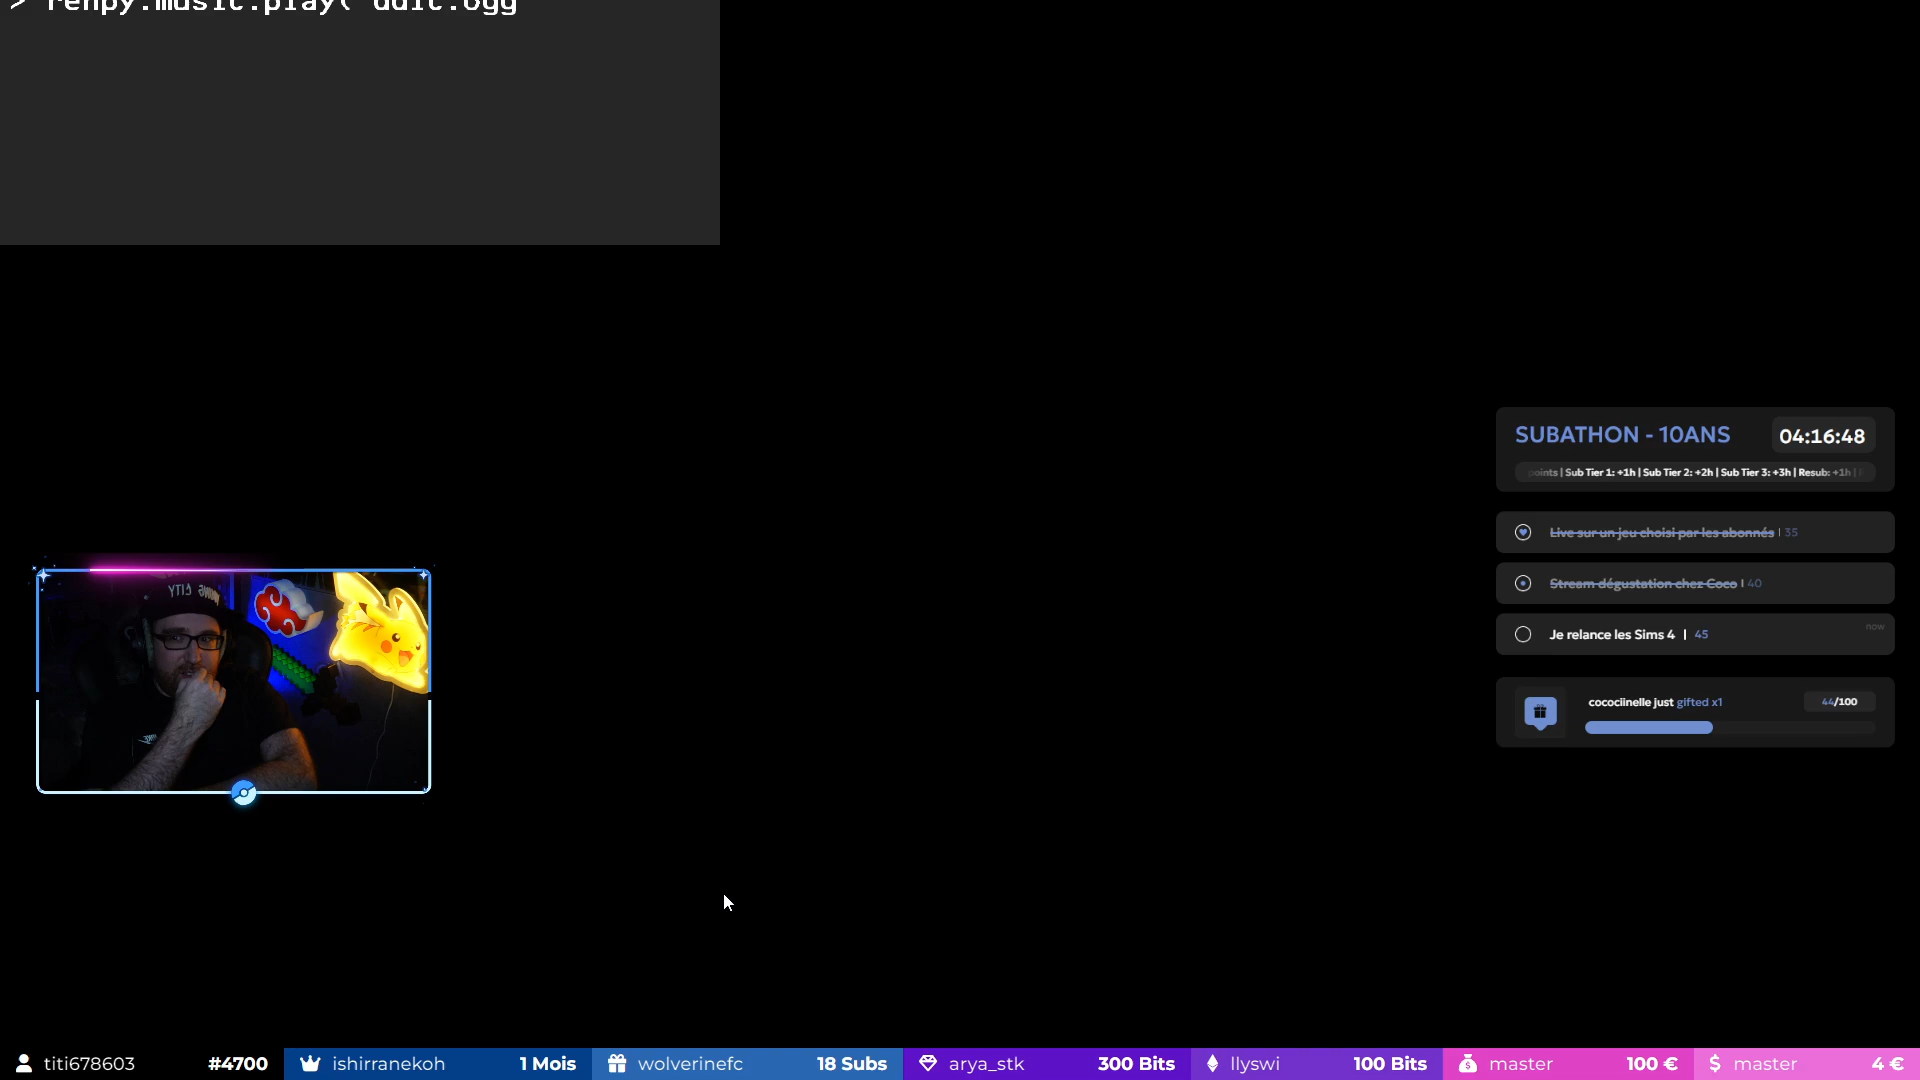 > renpy.music.play( ddlc.ogg
SUBATHON - 10ANS
04:16:48
points | Sub Tier 1: +1h | Sub Tier 2: +2h | Sub Tier 3: +3h | Resub: +1h |
Live sur un jeu choisi par les abonnés | 35
Stream dégustation chez Coco | 40
Je relance les Sims 4 | 45
now
cocociinelle just gifted x1
44/100
titi678603 #4700
ishirranekoh 1 Mois
wolverinefc 18 Subs
arya_stk 300 Bits
llyswi 100 Bits
master 100 €
master 4 €